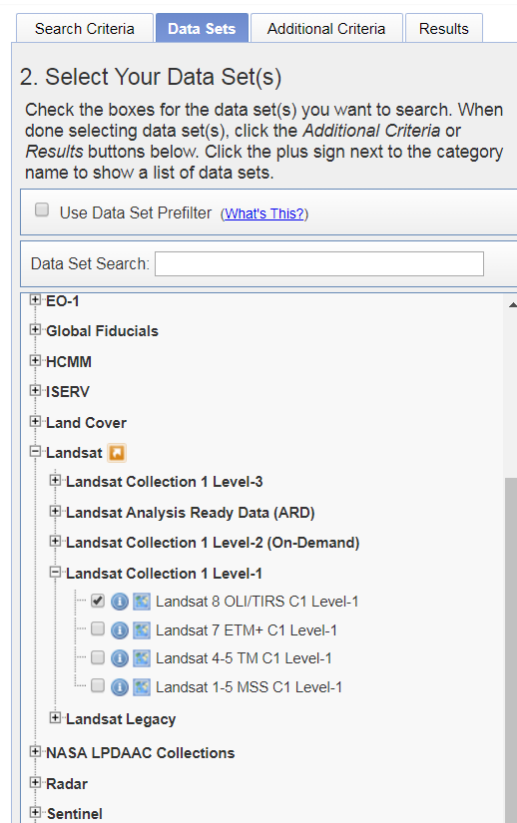 Search Criteria Data Sets Additional Criteria Results
2. Select Your Data Set(s)
Check the boxes for the data set(s) you want to search. When
done selecting data set(s), click the Additional Criteria or
Results buttons below. Click the plus sign next to the category
name to show a list of data sets.
Use Data Set Prefilter (What's This?)
Data Set Search:
EO-1
Global Fiducials
HCMM
ISERV
Land Cover
Landsat
Landsat Collection 1 Level-3
Landsat Analysis Ready Data (ARD)
Landsat Collection 1 Level-2 (On-Demand)
Landsat Collection 1 Level-1
Landsat 8 OLI/TIRS C1 Level-1
Landsat 7 ETM+ C1 Level-1
Landsat 4-5 TM C1 Level-1
Landsat 1-5 MSS C1 Level-1
Landsat Legacy
NASA LPDAAC Collections
Radar
Sentinel